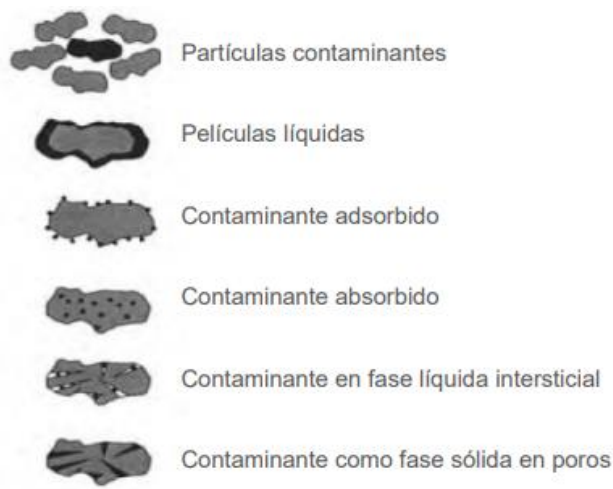 Partículas contaminantes
Películas líquidas
Contaminante adsorbido
Contaminante absorbido
Contaminante en fase líquida intersticial
Contaminante como fase sólida en poros